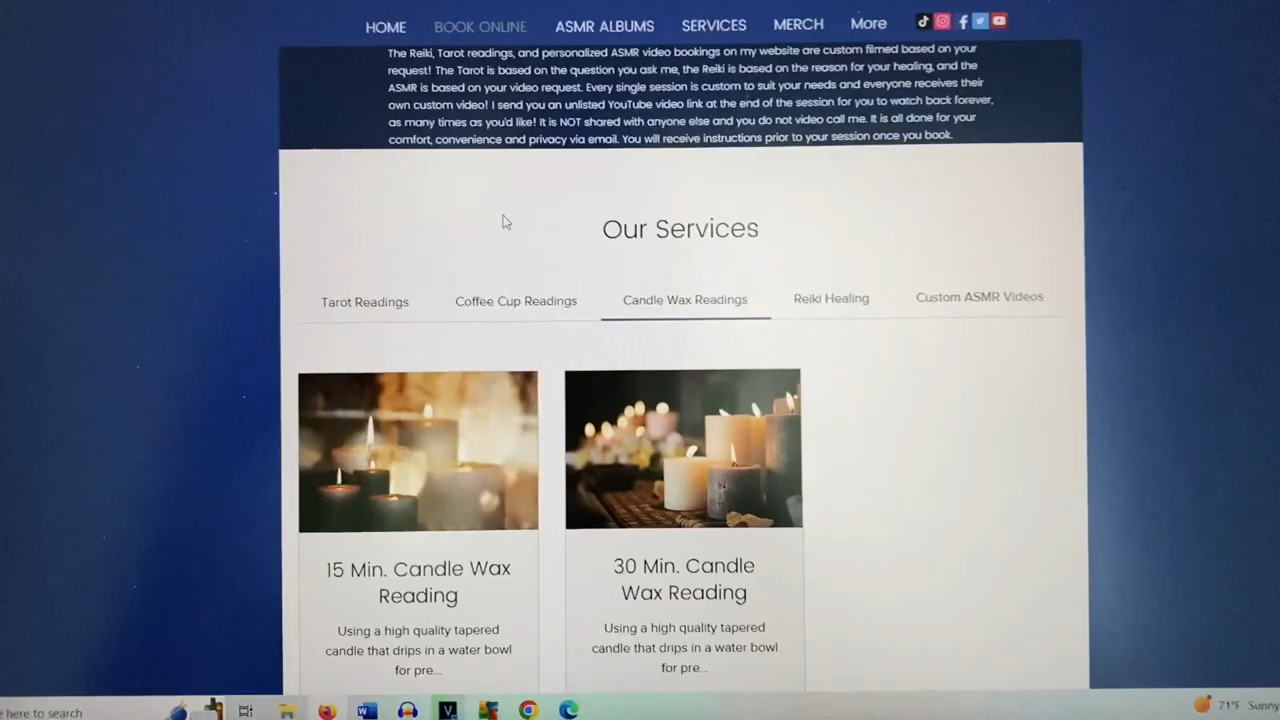 HOME BOOK ONLINE ASMR ALBUMS SERVICES MERCH More
The Reiki, Tarot readings, and personalized ASMR video bookings on my website are custom filmed based on your
request! The Tarot is based on the question you ask me, the Reiki is based on the reason for your healing, and the
ASMR is based on your video request. Every single session is custom to suit your needs and everyone receives their
own custom video! I send you an unlisted YouTube video link at the end of the session for you to watch back forever,
as many times as you'd like! It is NOT shared with anyone else and you do not video call me. It is all done for your
comfort, convenience and privacy via email. You will receive instructions prior to your session once you book.
Our Services
Tarot Readings Coffee Cup Readings Candle Wax Readings Reiki Healing Custom ASMR Videos
15 Min. Candle Wax
Reading
Using a high quality tapered
candle that drips in a water bowl
for pre...
30 Min. Candle
Wax Reading
Using a high quality tapered
candle that drips in a water bowl
for pre...
here to search
71°F Sunny